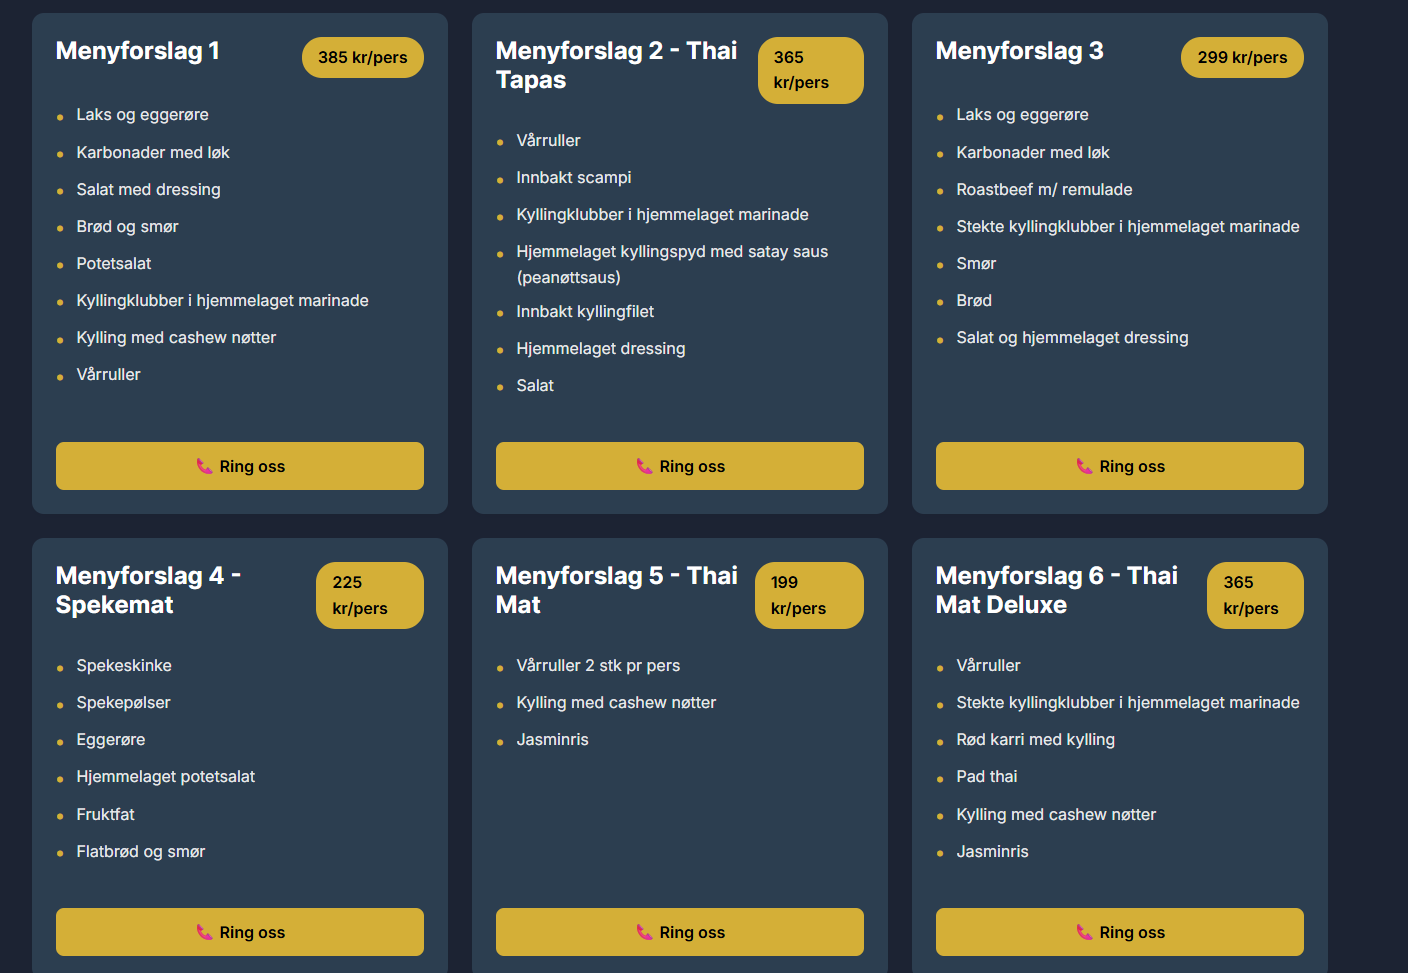 Menyforslag 1
385 kr/pers
Laks og eggerøre
Karbonader med løk
Salat med dressing
Brød og smør
Potetsalat
Kyllingklubber i hjemmelaget marinade
Kylling med cashew nøtter
Vårruller
Ring oss
Menyforslag 2 - Thai
Tapas
365
kr/pers
Vårruller
Innbakt scampi
Kyllingklubber i hjemmelaget marinade
Hjemmelaget kyllingspyd med satay saus
(peanøttsaus)
Innbakt kyllingfilet
Hjemmelaget dressing
Salat
Ring oss
Menyforslag 3
299 kr/pers
Laks og eggerøre
Karbonader med løk
Roastbeef m/ remulade
Stekte kyllingklubber i hjemmelaget marinade
Smør
Brød
Salat og hjemmelaget dressing
Ring oss
Menyforslag 4 -
Spekemat
225
kr/pers
Spekeskinke
Spekepølser
Eggerøre
Hjemmelaget potetsalat
Fruktfat
Flatbrød og smør
Ring oss
Menyforslag 5 - Thai
Mat
199
kr/pers
Vårruller 2 stk pr pers
Kylling med cashew nøtter
Jasminris
Ring oss
Menyforslag 6 - Thai
Mat Deluxe
365
kr/pers
Vårruller
Stekte kyllingklubber i hjemmelaget marinade
Rød karri med kylling
Pad thai
Kylling med cashew nøtter
Jasminris
Ring oss